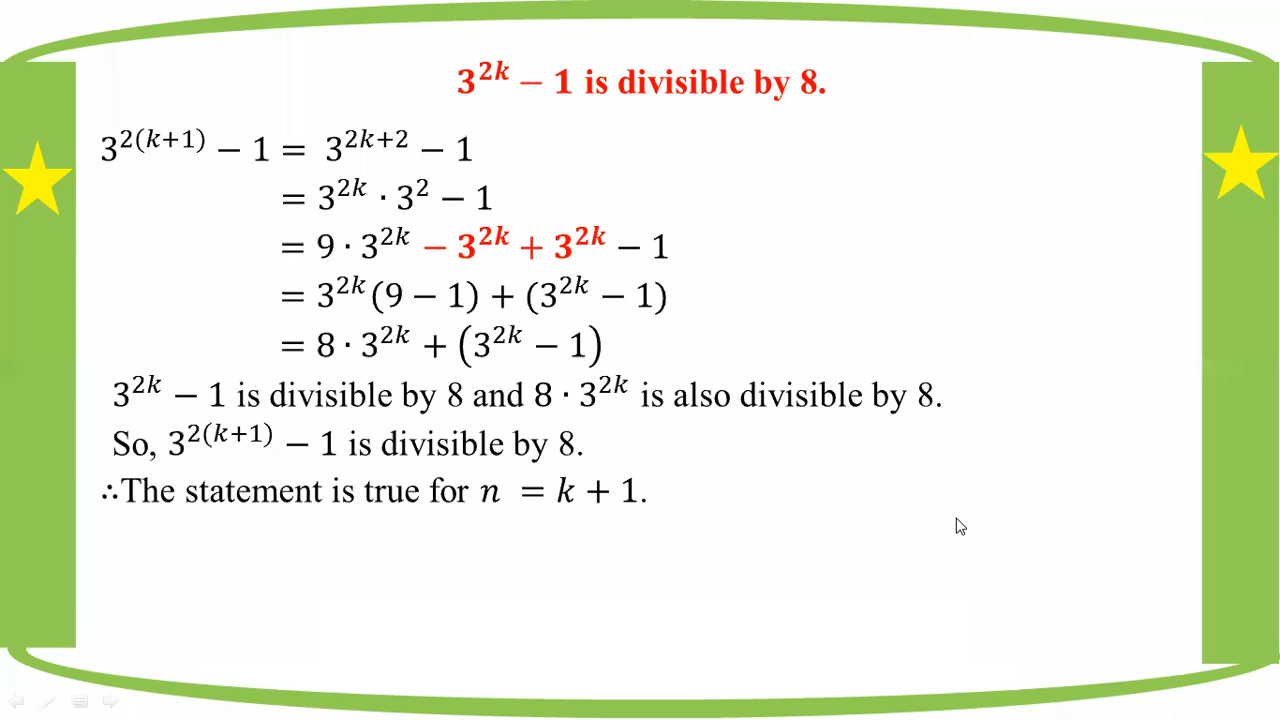 3^{2k} − 1 is divisible by 8.
3^{2(k+1)} − 1 = 3^{2k+2} − 1
= 3^{2k} · 3^2 − 1
= 9 · 3^{2k} − 3^{2k} + 3^{2k} − 1
= 3^{2k}(9 − 1) + (3^{2k} − 1)
= 8 · 3^{2k} + (3^{2k} − 1)
3^{2k} − 1 is divisible by 8 and 8 · 3^{2k} is also divisible by 8.
So, 3^{2(k+1)} − 1 is divisible by 8.
∴The statement is true for n = k + 1.